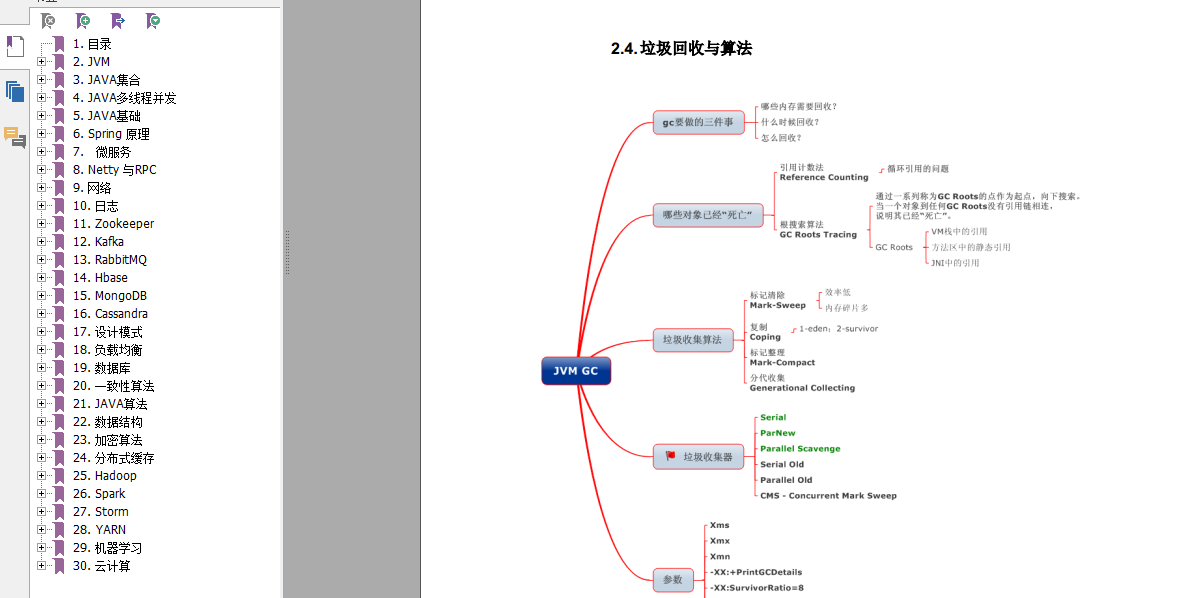 1. 目录
2. JVM
3. JAVA集合
4. JAVA多线程并发
5. JAVA基础
6. Spring 原理
7. 微服务
8. Netty 与RPC
9. 网络
10. 日志
11. Zookeeper
12. Kafka
13. RabbitMQ
14. Hbase
15. MongoDB
16. Cassandra
17. 设计模式
18. 负载均衡
19. 数据库
20. 一致性算法
21. JAVA算法
22. 数据结构
23. 加密算法
24. 分布式缓存
25. Hadoop
26. Spark
27. Storm
28. YARN
29. 机器学习
30. 云计算
2.4. 垃圾回收与算法
JVM GC
gc要做的三件事
哪些内存需要回收？
什么时候回收？
怎么回收？
哪些对象已经“死亡”
引用计数法
Reference Counting
循环引用的问题
根搜索算法
GC Roots Tracing
通过一系列称为GC Roots的点作为起点，向下搜索。
当一个对象到任何GC Roots没有引用链相连，
说明其已经“死亡”。
GC Roots
VM栈中的引用
方法区中的静态引用
JNI中的引用
垃圾收集算法
标记清除
Mark-Sweep
效率低
内存碎片多
复制
Coping
1-eden；2-survivor
标记整理
Mark-Compact
分代收集
Generational Collecting
垃圾收集器
Serial
ParNew
Parallel Scavenge
Serial Old
Parallel Old
CMS - Concurrent Mark Sweep
参数
Xms
Xmx
Xmn
-XX:+PrintGCDetails
-XX:SurvivorRatio=8